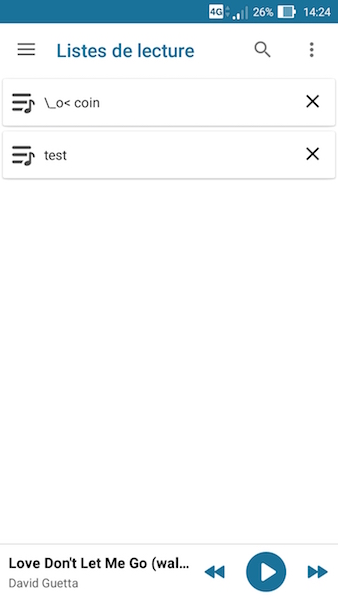 4G 26% 14:24
Listes de lecture
\_o< coin
test
Love Don't Let Me Go (wal...
David Guetta